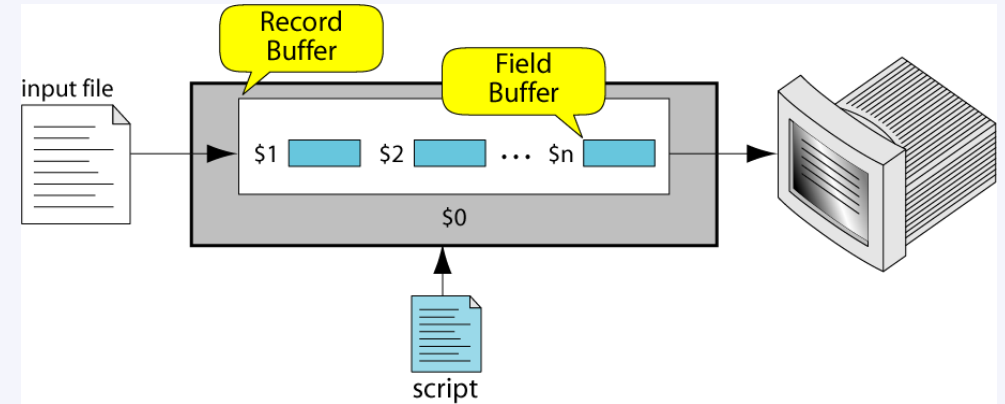 Record
Buffer
input file
Field
Buffer
$1 $2 ... $n
$0
script